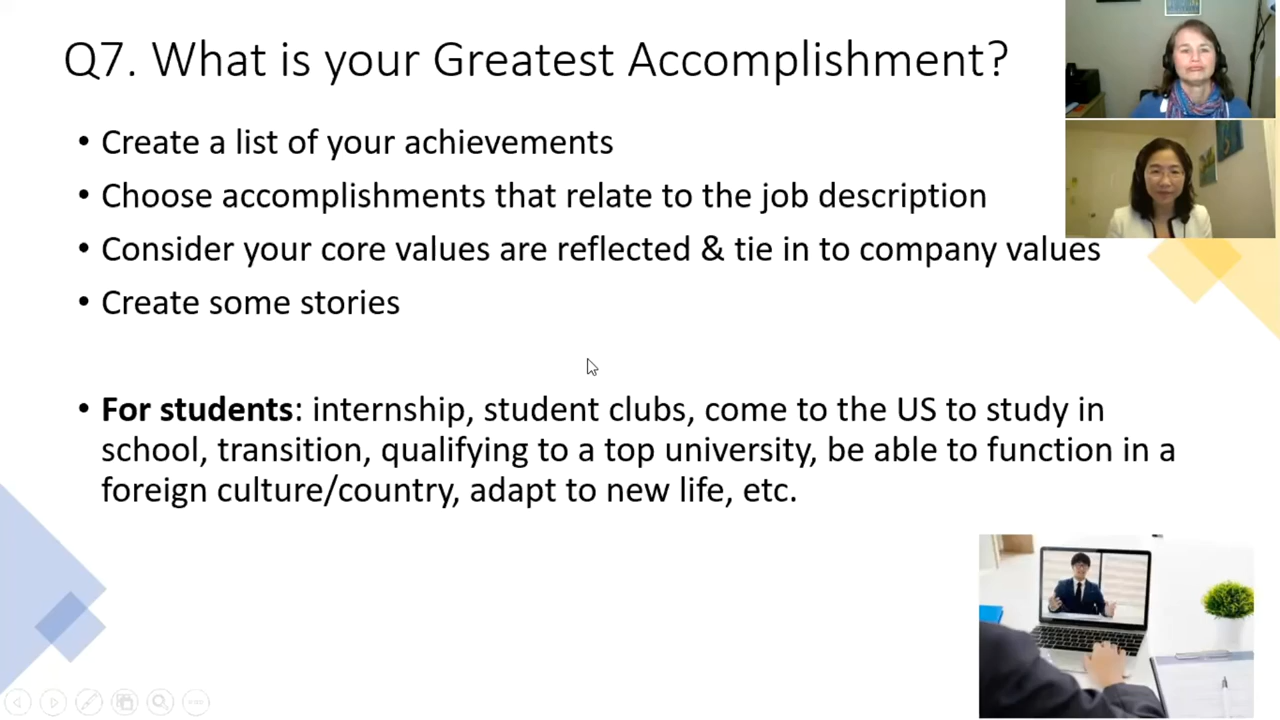 Q7. What is your Greatest Accomplishment?
• Create a list of your achievements
• Choose accomplishments that relate to the job description
• Consider your core values are reflected & tie in to company values
• Create some stories
• For students: internship, student clubs, come to the US to study in
school, transition, qualifying to a top university, be able to function in a
foreign culture/country, adapt to new life, etc.